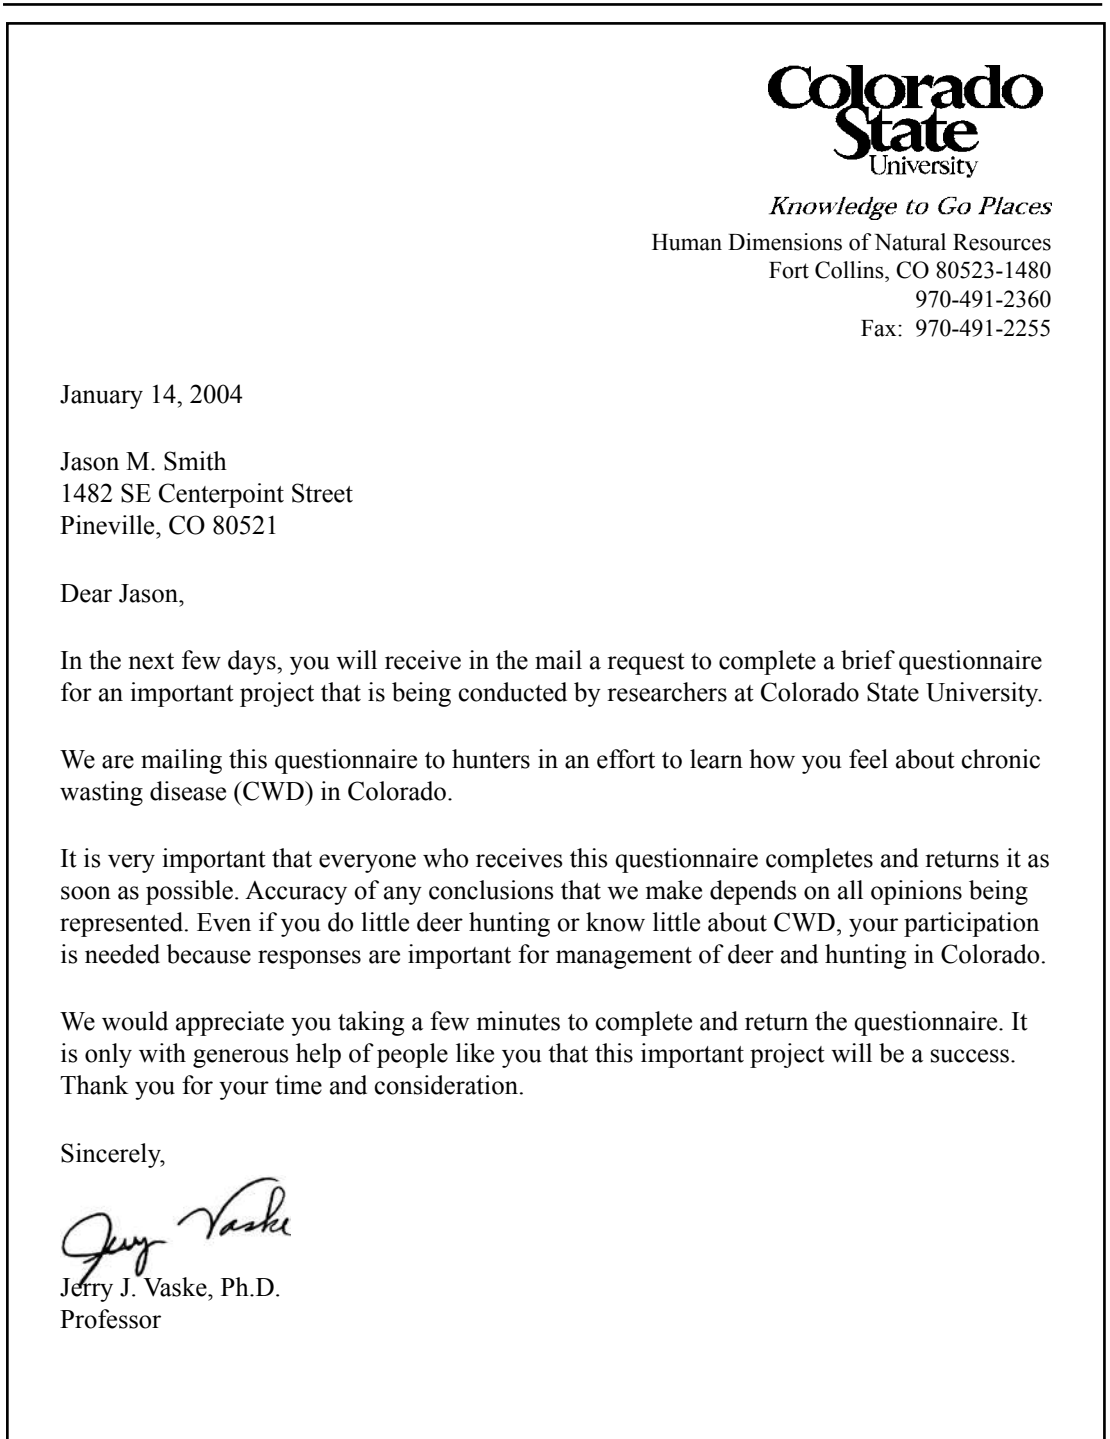 Colorado
State
University
Knowledge to Go Places
Human Dimensions of Natural Resources
Fort Collins, CO 80523-1480
970-491-2360
Fax: 970-491-2255
January 14, 2004
Jason M. Smith
1482 SE Centerpoint Street
Pineville, CO 80521
Dear Jason,
In the next few days, you will receive in the mail a request to complete a brief questionnaire
for an important project that is being conducted by researchers at Colorado State University.
We are mailing this questionnaire to hunters in an effort to learn how you feel about chronic
wasting disease (CWD) in Colorado.
It is very important that everyone who receives this questionnaire completes and returns it as
soon as possible. Accuracy of any conclusions that we make depends on all opinions being
represented. Even if you do little deer hunting or know little about CWD, your participation
is needed because responses are important for management of deer and hunting in Colorado.
We would appreciate you taking a few minutes to complete and return the questionnaire. It
is only with generous help of people like you that this important project will be a success.
Thank you for your time and consideration.
Sincerely,
Jerry Vaske
Jerry J. Vaske, Ph.D.
Professor